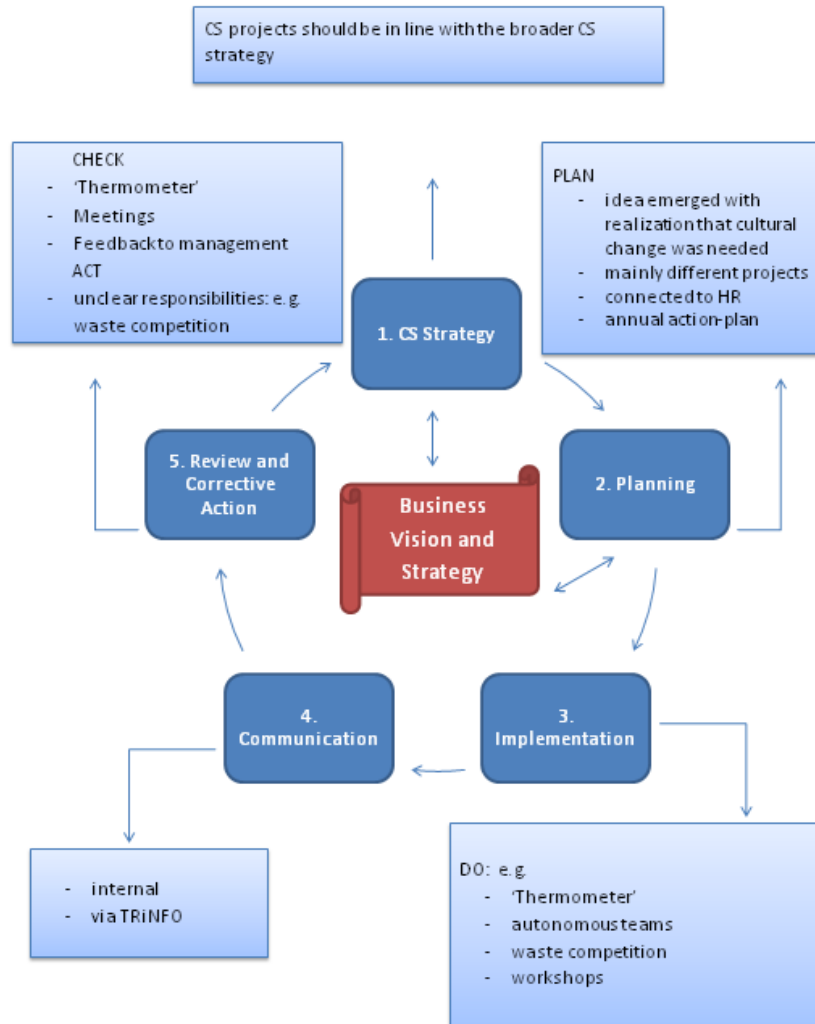 CS projects should be in line with the broader CS
strategy
CHECK
- 'Thermometer'
- Meetings
- Feedback to management
ACT
- unclear responsibilities: e.g.
waste competition
PLAN
- idea emerged with
realization that cultural
change was needed
- mainly different projects
- connected to HR
- annual action-plan
1. CS Strategy
5. Review and
Corrective
Action
2. Planning
Business
Vision and
Strategy
4.
Communication
3.
Implementation
- internal
- via TRiNFO
DO: e.g.
- 'Thermometer'
- autonomous teams
- waste competition
- workshops